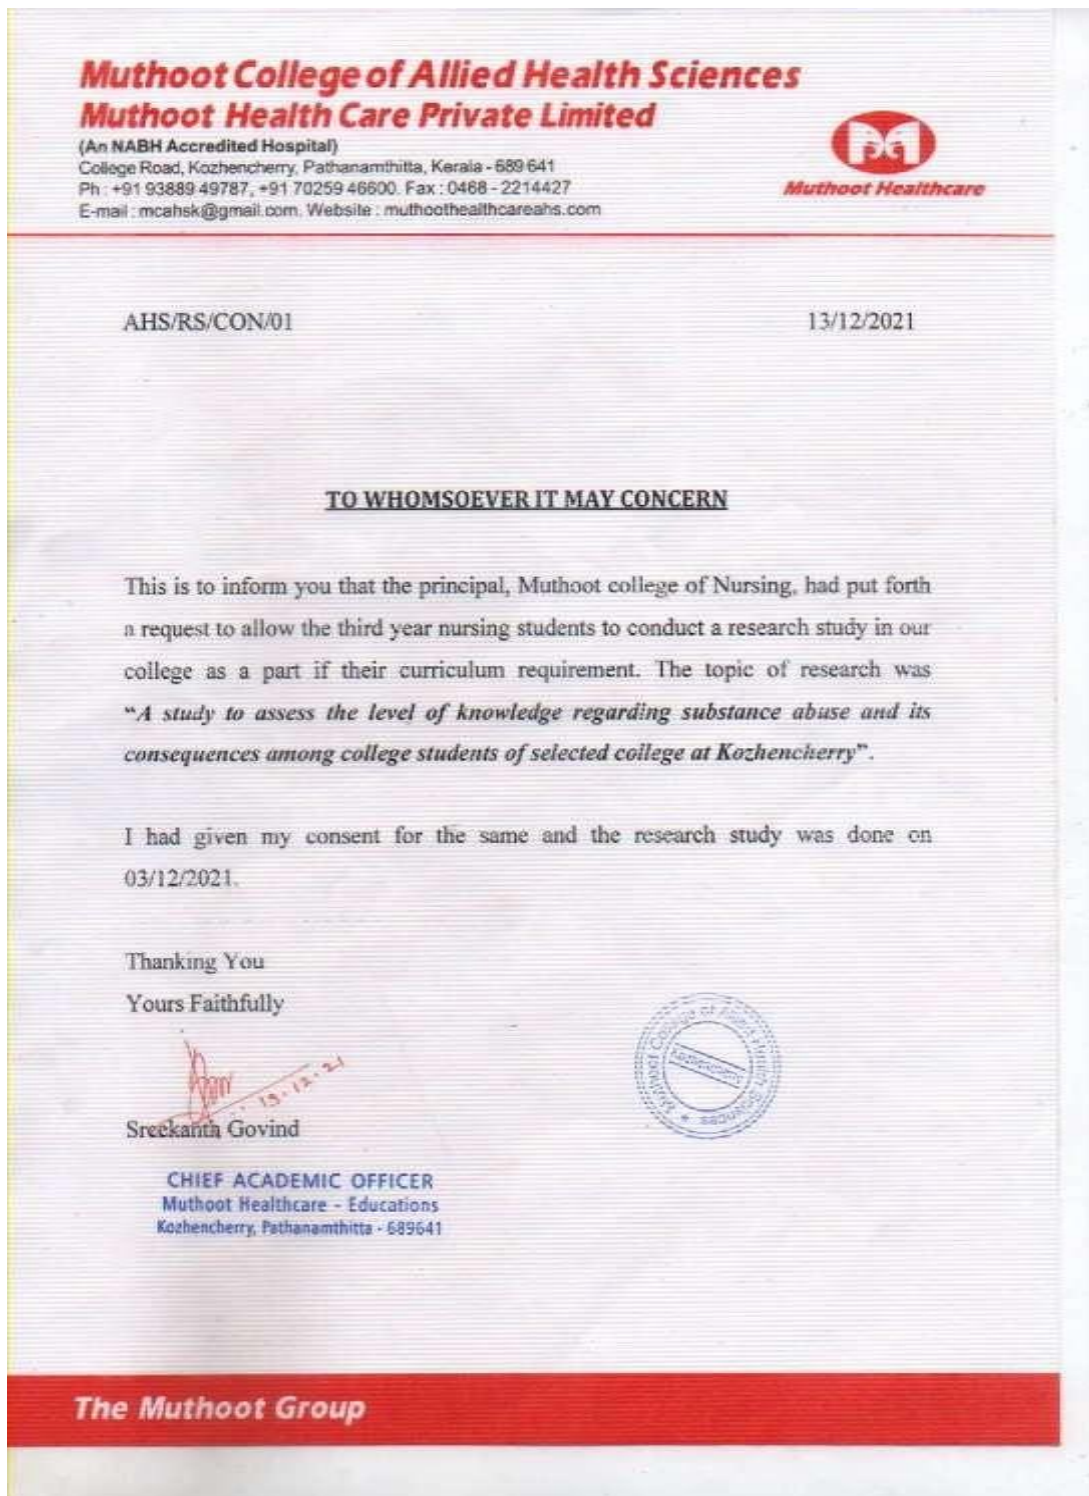 Muthoot College of Allied Health Sciences
Muthoot Health Care Private Limited
(An NABH Accredited Hospital)
College Road, Kozhencherry, Pathanamthitta, Kerala - 689 641
Ph : +91 93889 49787, +91 70259 46600. Fax : 0468 - 2214427
E-mail : mcahsk@gmail.com. Website : muthoothealthcareahs.com
Muthoot Healthcare
AHS/RS/CON/01 13/12/2021
TO WHOMSOEVER IT MAY CONCERN
This is to inform you that the principal, Muthoot college of Nursing, had put forth
a request to allow the third year nursing students to conduct a research study in our
college as a part if their curriculum requirement. The topic of research was
“A study to assess the level of knowledge regarding substance abuse and its
consequences among college students of selected college at Kozhencherry”.
I had given my consent for the same and the research study was done on
03/12/2021.
Thanking You
Yours Faithfully
13.12.21
Sreekanth Govind
CHIEF ACADEMIC OFFICER
Muthoot Healthcare - Educations
Kozhencherry, Pathanamthitta - 689641
Muthoot College of Allied Health Sciences
Kozhencherry
The Muthoot Group